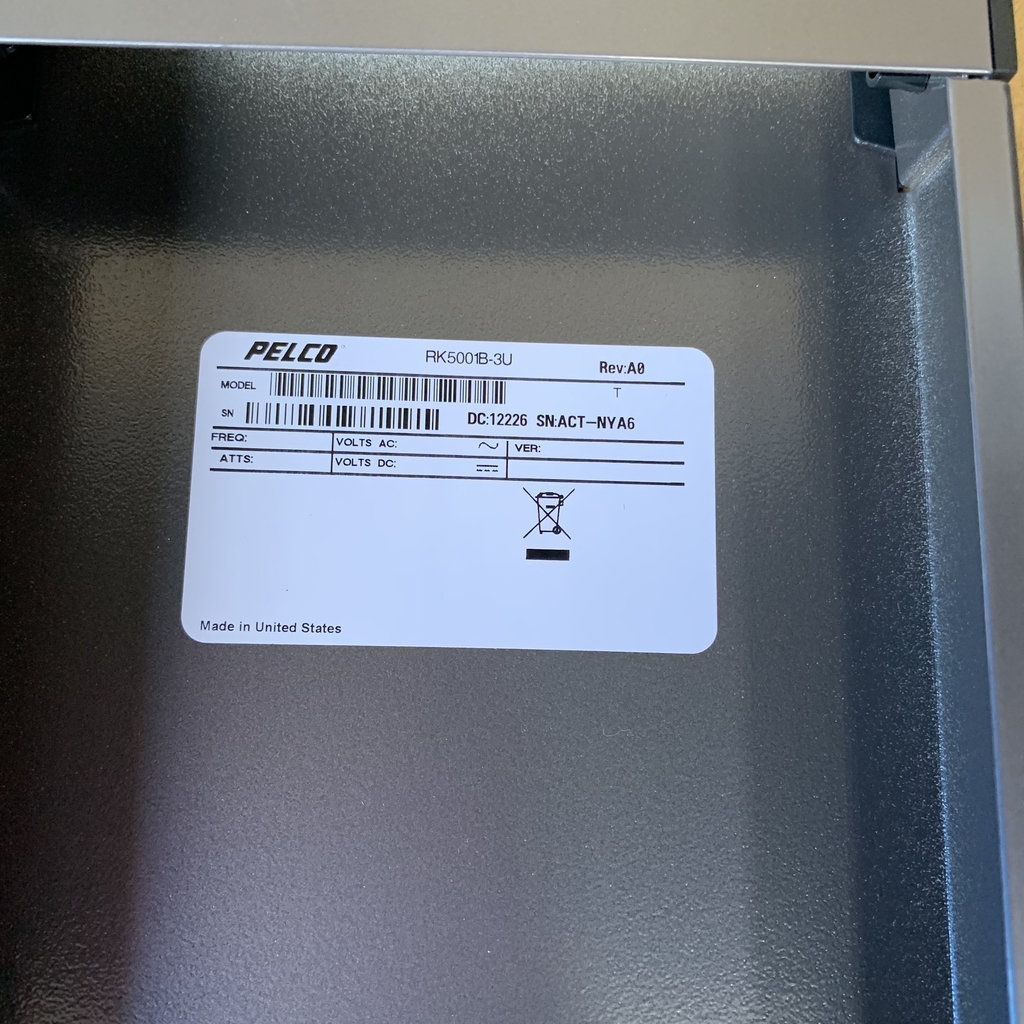 PELCO RK5001B-3U Rev:A0
MODEL T
SN DC:12226 SN:ACT-NYA6
FREQ: VOLTS AC: VER:
ATTS: VOLTS DC:
Made in United States